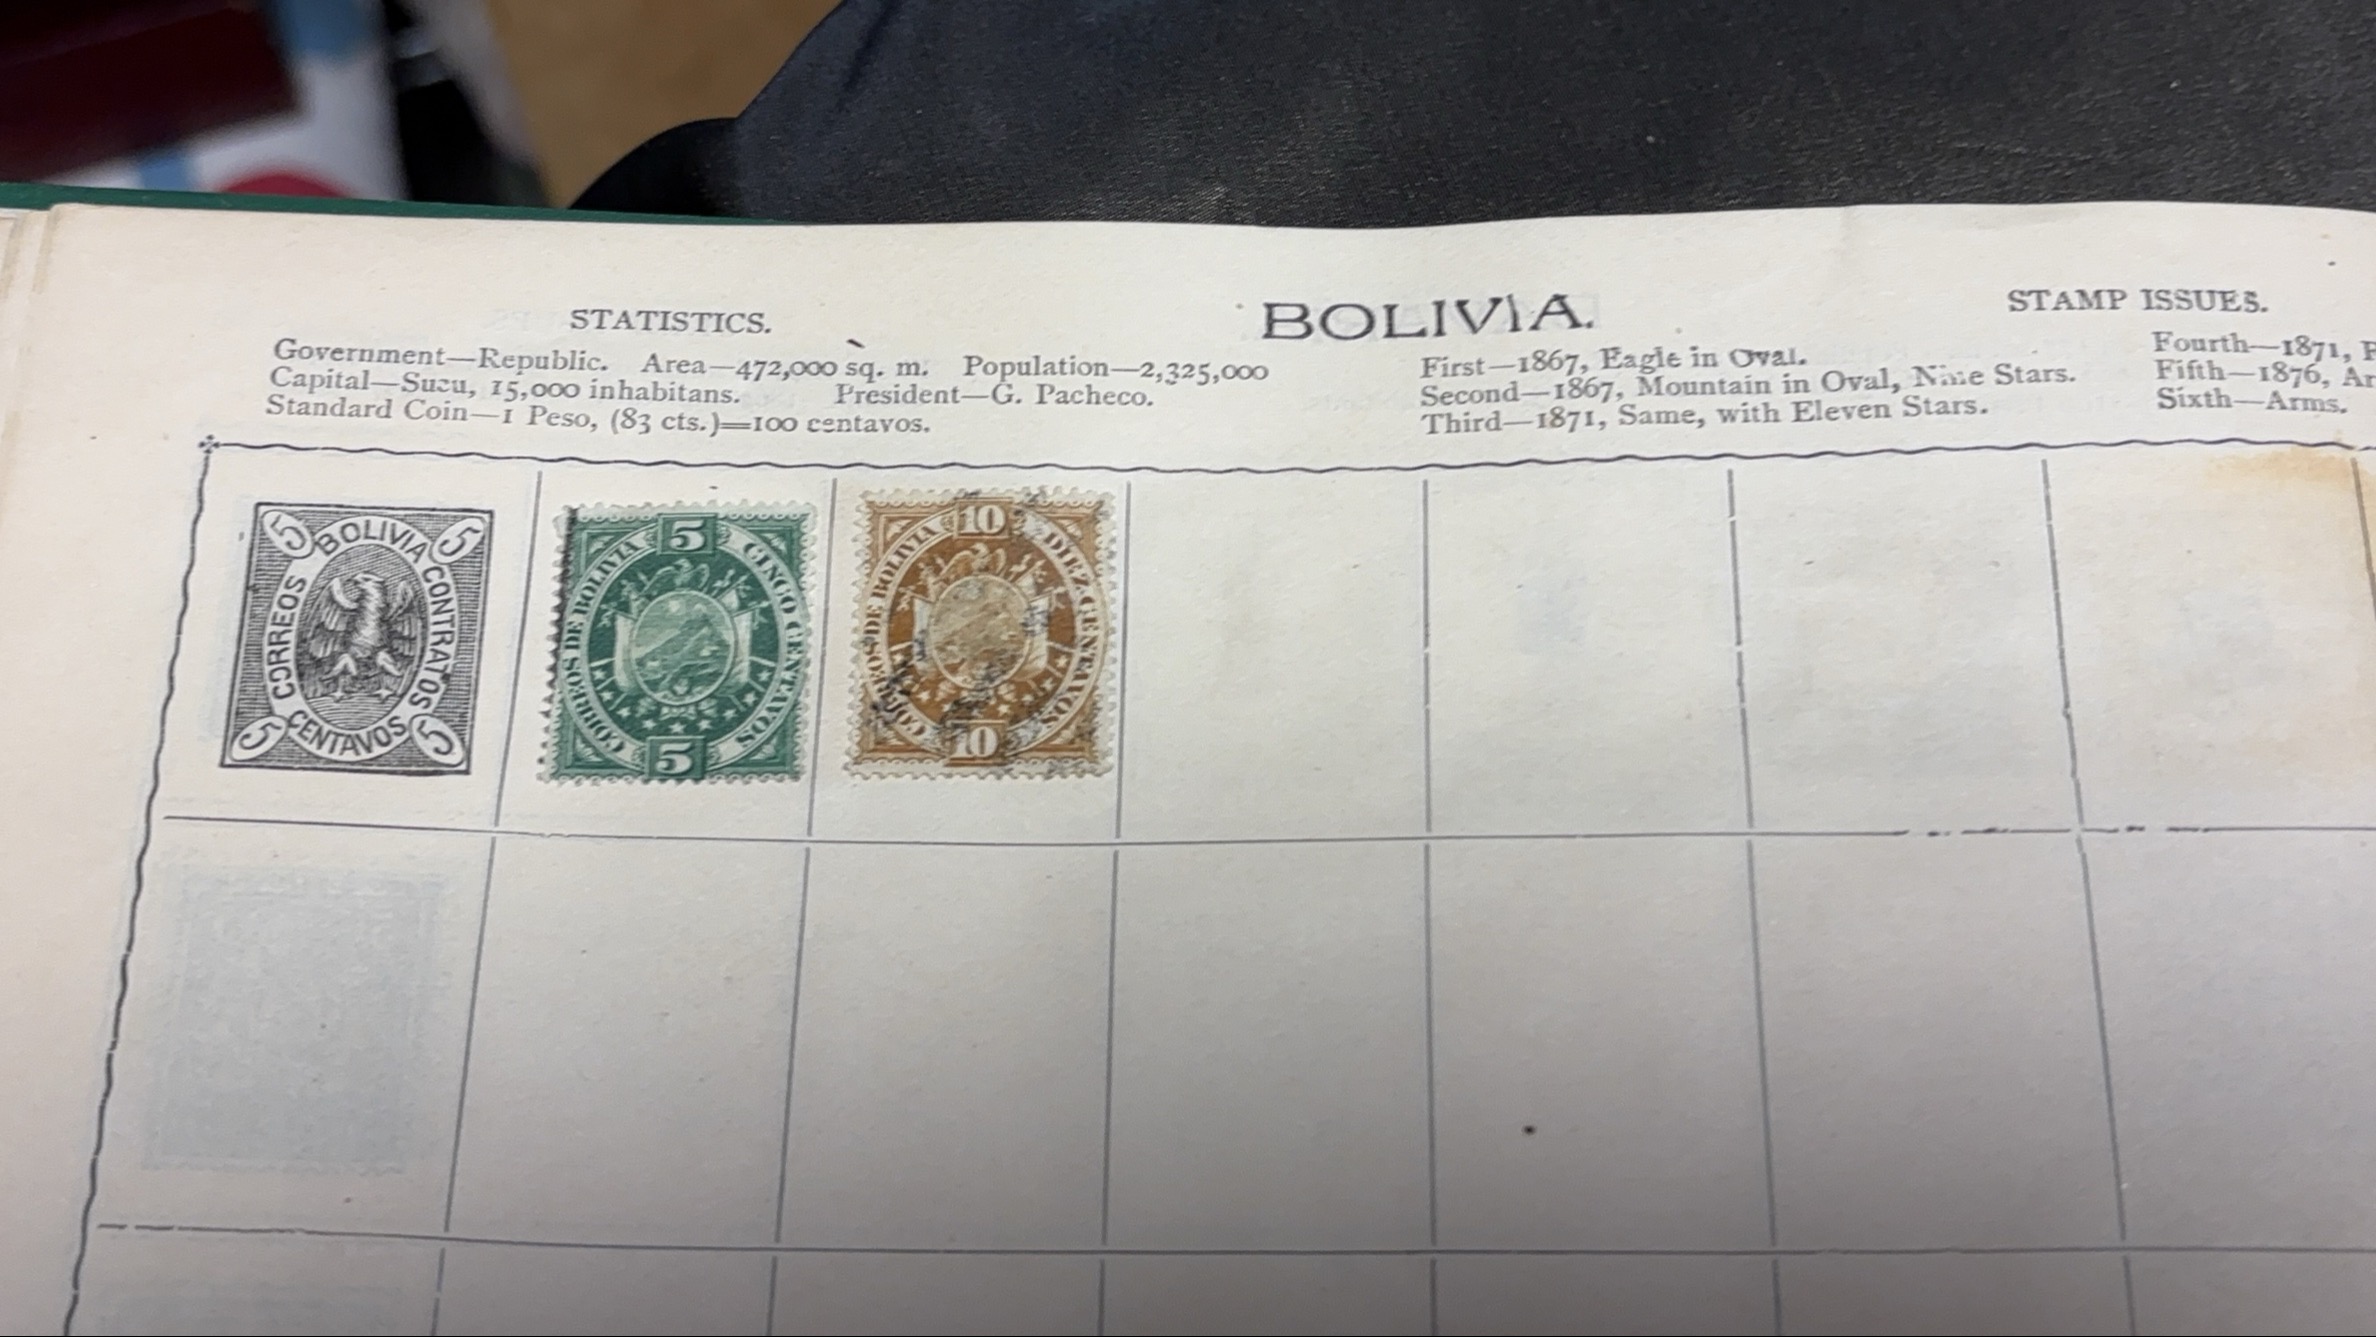 STATISTICS.
Government—Republic. Area—472,000 sq. m. Population—2,325,000
Capital—Sucu, 15,000 inhabitans. President—G. Pacheco.
Standard Coin—1 Peso, (83 cts.)=100 centavos.
BOLIVIA.
STAMP ISSUES.
First—1867, Eagle in Oval.
Second—1867, Mountain in Oval, Nine Stars.
Third—1871, Same, with Eleven Stars.
Fourth—1871,
Fifth—1876,
Sixth—Arms.
5 5
BOLIVIA
CORREOS
CONTRATOS
CENTAVOS
5 5
5
CORREOS DE BOLIVIA
CINCO CENTAVOS
5
10
CORREOS DE BOLIVIA
DIEZ CENTAVOS
10